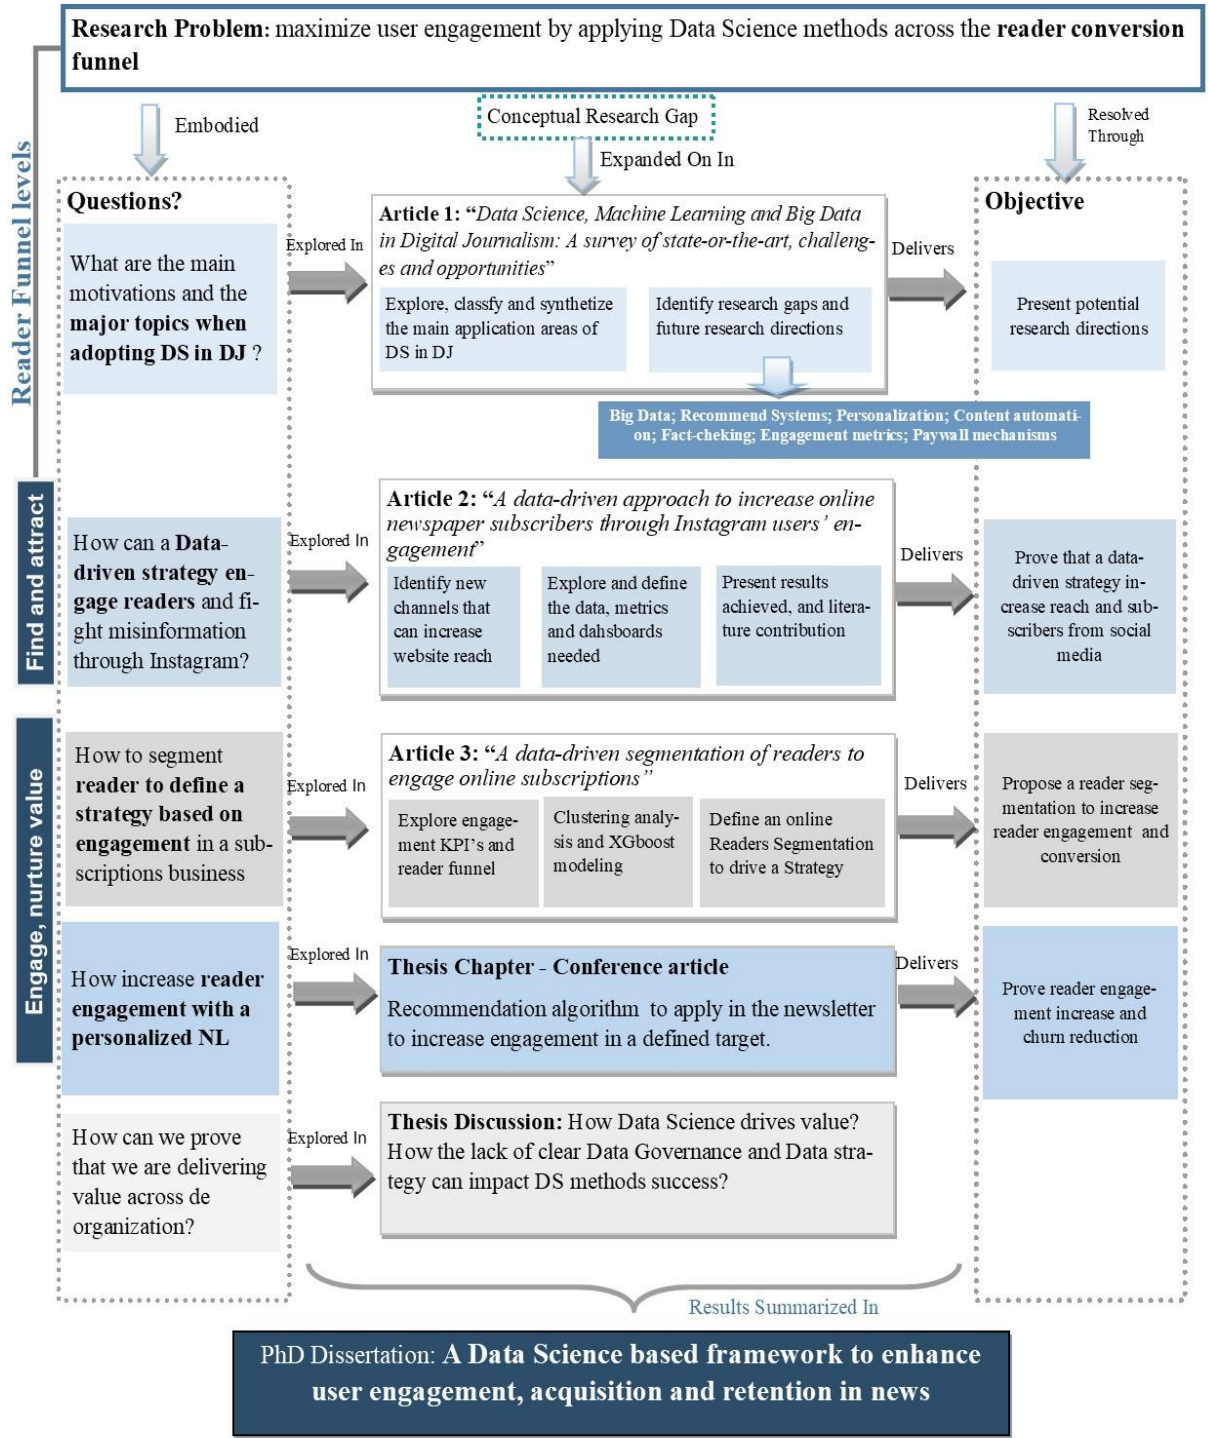 Research Problem: maximize user engagement by applying Data Science methods across the reader conversion
funnel
Embodied
Conceptual Research Gap
Expanded On In
Resolved
Through
Reader Funnel levels
Questions?
Objective
What are the main
motivations and the
major topics when
adopting DS in DJ ?
Explored In
Article 1: “Data Science, Machine Learning and Big Data
in Digital Journalism: A survey of state-or-the-art, challeng-
es and opportunities”
Explore, classfy and synthetize
the main application areas of
DS in DJ
Identify research gaps and
future research directions
Delivers
Present potential
research directions
Big Data; Recommend Systems; Personalization; Content automati-
on; Fact-cheking; Engagement metrics; Paywall mechanisms
Find and attract
How can a Data-
driven strategy en-
gage readers and fi-
ght misinformation
through Instagram?
Explored In
Article 2: “A data-driven approach to increase online
newspaper subscribers through Instagram users’ en-
gagement”
Identify new
channels that
can increase
website reach
Explore and define
the data, metrics
and dahsboards
needed
Present results
achieved, and litera-
ture contribution
Delivers
Prove that a data-
driven strategy in-
crease reach and sub-
scribers from social
media
Engage, nurture value
How to segment
reader to define a
strategy based on
engagement in a sub-
scriptions business
Explored In
Article 3: “A data-driven segmentation of readers to
engage online subscriptions”
Explore engage-
ment KPI’s and
reader funnel
Clustering analy-
sis and XGboost
modeling
Define an online
Readers Segmentation
to drive a Strategy
Delivers
Propose a reader seg-
mentation to increase
reader engagement and
conversion
How increase reader
engagement with a
personalized NL
Explored In
Thesis Chapter - Conference article
Recommendation algorithm to apply in the newsletter
to increase engagement in a defined target.
Delivers
Prove reader engage-
ment increase and
churn reduction
How can we prove
that we are delivering
value across de
organization?
Explored In
Thesis Discussion: How Data Science drives value?
How the lack of clear Data Governance and Data stra-
tegy can impact DS methods success?
Results Summarized In
PhD Dissertation: A Data Science based framework to enhance
user engagement, acquisition and retention in news